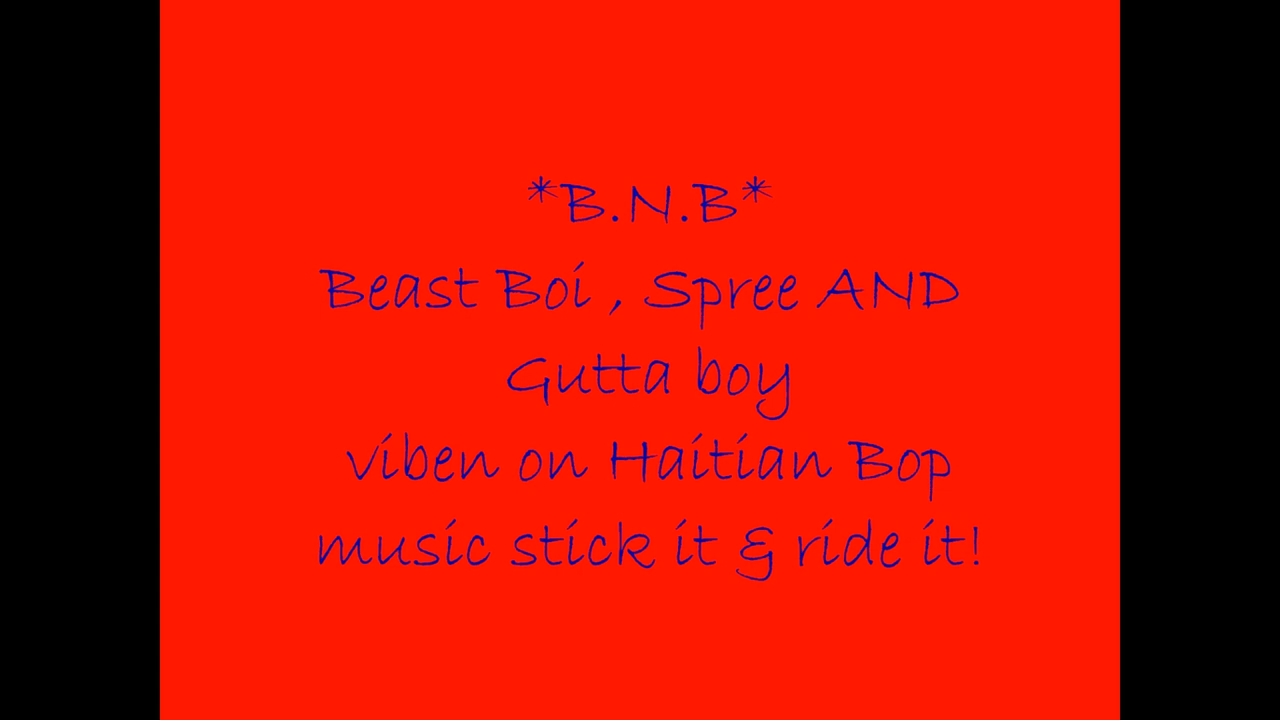 *B.N.B*
Beast Boi , Spree AND
Gutta boy
viben on Haitian Bop
music stick it & ride it!